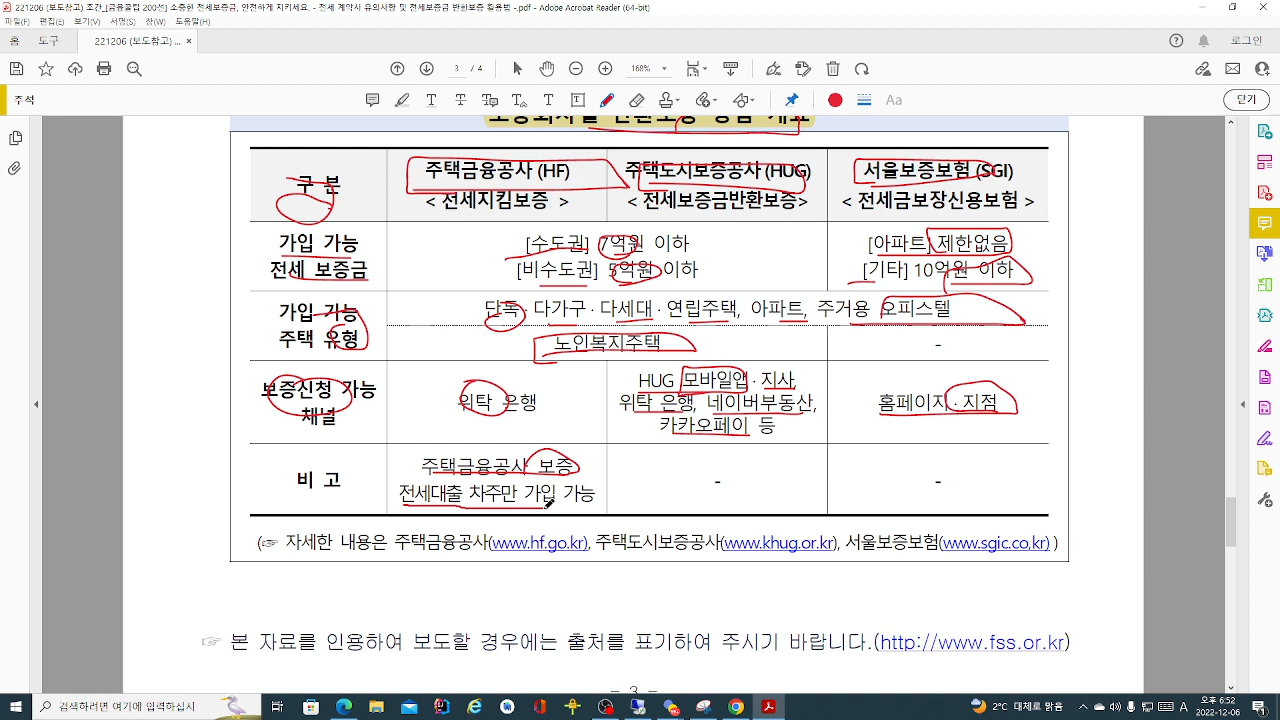 221206 (보도참고) 조간_[금융꿀팁 200선] 소중한 전세보증금, 안전하게 지키세요. - 전세 계약시 유의사항 및 전세보증금 반환보증 활용법 -.pdf - Adobe Acrobat Reader (64-bit)
파일(F) 편집(E) 보기(V) 서명(S) 창(W) 도움말(H)
홈 도구 221206 (보도참고) ... × 로그인
3 / 4 168%
주석 닫기
구 분
주택금융공사 (HF)
< 전세지킴보증 >
주택도시보증공사(HUG)
<전세보증금반환보증>
서울보증보험 (SGI)
< 전세금보장신용보험 >
가입 가능
전세 보증금
[수도권] 7억원 이하
[비수도권] 5억원 이하
[아파트] 제한없음
[기타] 10억원 이하
가입 가능
주택 유형
단독· 다가구 · 다세대 · 연립주택, 아파트, 주거용 오피스텔
노인복지주택
-
보증신청 가능
채널
위탁 은행
HUG 모바일앱 · 지사,
위탁 은행, 네이버부동산,
카카오페이 등
홈페이지 · 지점
비 고
주택금융공사 보증
전세대출 차주만 가입 가능
-
-
(☞ 자세한 내용은 주택금융공사(www.hf.go.kr), 주택도시보증공사(www.khug.or.kr), 서울보증보험(www.sgic.co.kr) )
☞ 본 자료를 인용하여 보도할 경우에는 출처를 표기하여 주시기 바랍니다.(http://www.fss.or.kr)
- 3 -
검색하려면 여기에 입력하십시
2°C 대체로 맑음
A
오후 6:52
2022-12-06